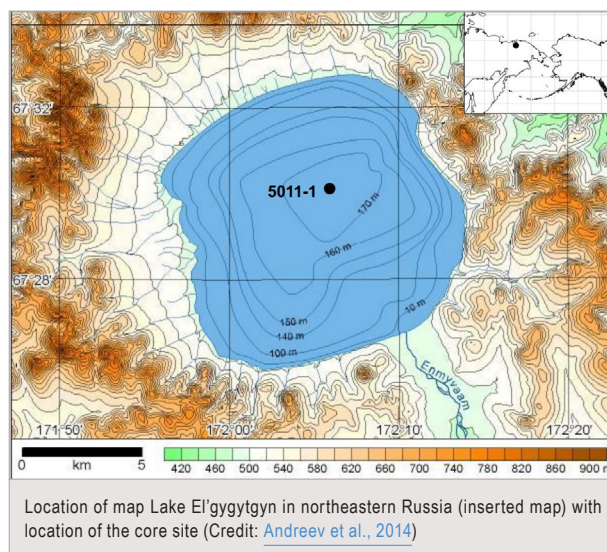 67°32'
5011-1
170 m
160 m
67°28'
150 m
140 m
100 m
10 m
Enmyvaam
171°50'
172°00'
172°10'
172°20'
0 km 5
420 460 500 540 580 620 660 700 740 780 820 860 900 m
Location of map Lake El'gygytgyn in northeastern Russia (inserted map) with
location of the core site (Credit: Andreev et al., 2014)